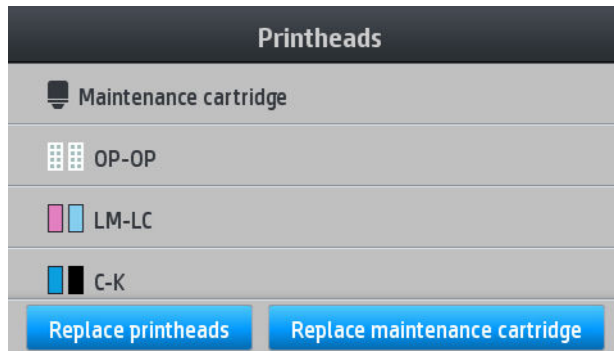 Printheads
Maintenance cartridge
OP-OP
LM-LC
C-K
Replace printheads Replace maintenance cartridge